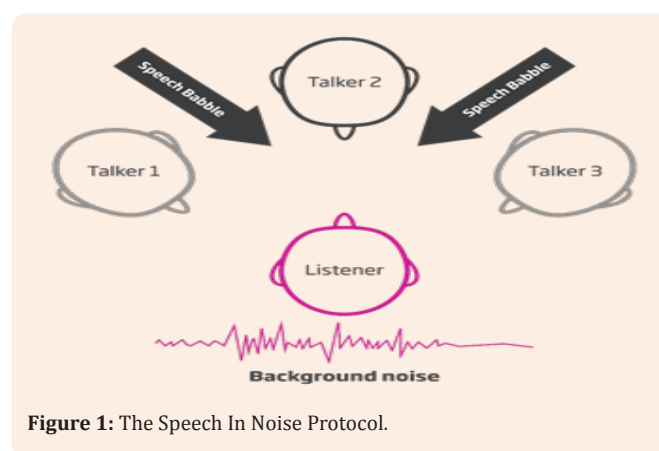 Speech Babble
Talker 2
Speech Babble
Talker 1
Talker 3
Listener
Background noise
Figure 1: The Speech In Noise Protocol.